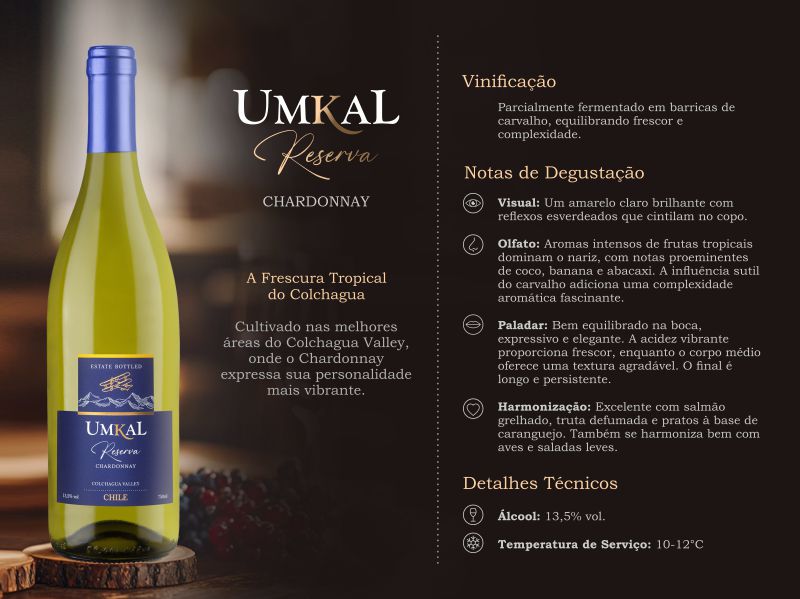 UMKAL
Reserva
CHARDONNAY
A Frescura Tropical
do Colchagua
Cultivado nas melhores
áreas do Colchagua Valley,
onde o Chardonnay
expressa sua personalidade
mais vibrante.
ESTATE BOTTLED
UMKAL
Reserva
CHARDONNAY
COLCHAGUA VALLEY
13,5% vol
CHILE
750ml
Vinificação
Parcialmente fermentado em barricas de
carvalho, equilibrando frescor e
complexidade.
Notas de Degustação
Visual: Um amarelo claro brilhante com
reflexos esverdeados que cintilam no copo.
Olfato: Aromas intensos de frutas tropicais
dominam o nariz, com notas proeminentes
de coco, banana e abacaxi. A influência sutil
do carvalho adiciona uma complexidade
aromática fascinante.
Paladar: Bem equilibrado na boca,
expressivo e elegante. A acidez vibrante
proporciona frescor, enquanto o corpo médio
oferece uma textura agradável. O final é
longo e persistente.
Harmonização: Excelente com salmão
grelhado, truta defumada e pratos à base de
caranguejo. Também se harmoniza bem com
aves e saladas leves.
Detalhes Técnicos
Álcool: 13,5% vol.
Temperatura de Serviço: 10-12°C